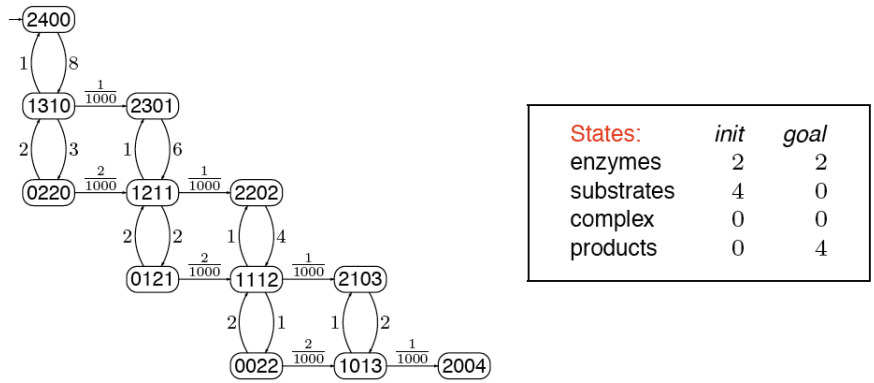 2400
1 8
1310 1/1000 2301
2 3 1 6
0220 2/1000 1211 1/1000 2202
2 2 1 4
0121 2/1000 1112 1/1000 2103
2 1 1 2
0022 2/1000 1013 1/1000 2004
States: init goal
enzymes 2 2
substrates 4 0
complex 0 0
products 0 4